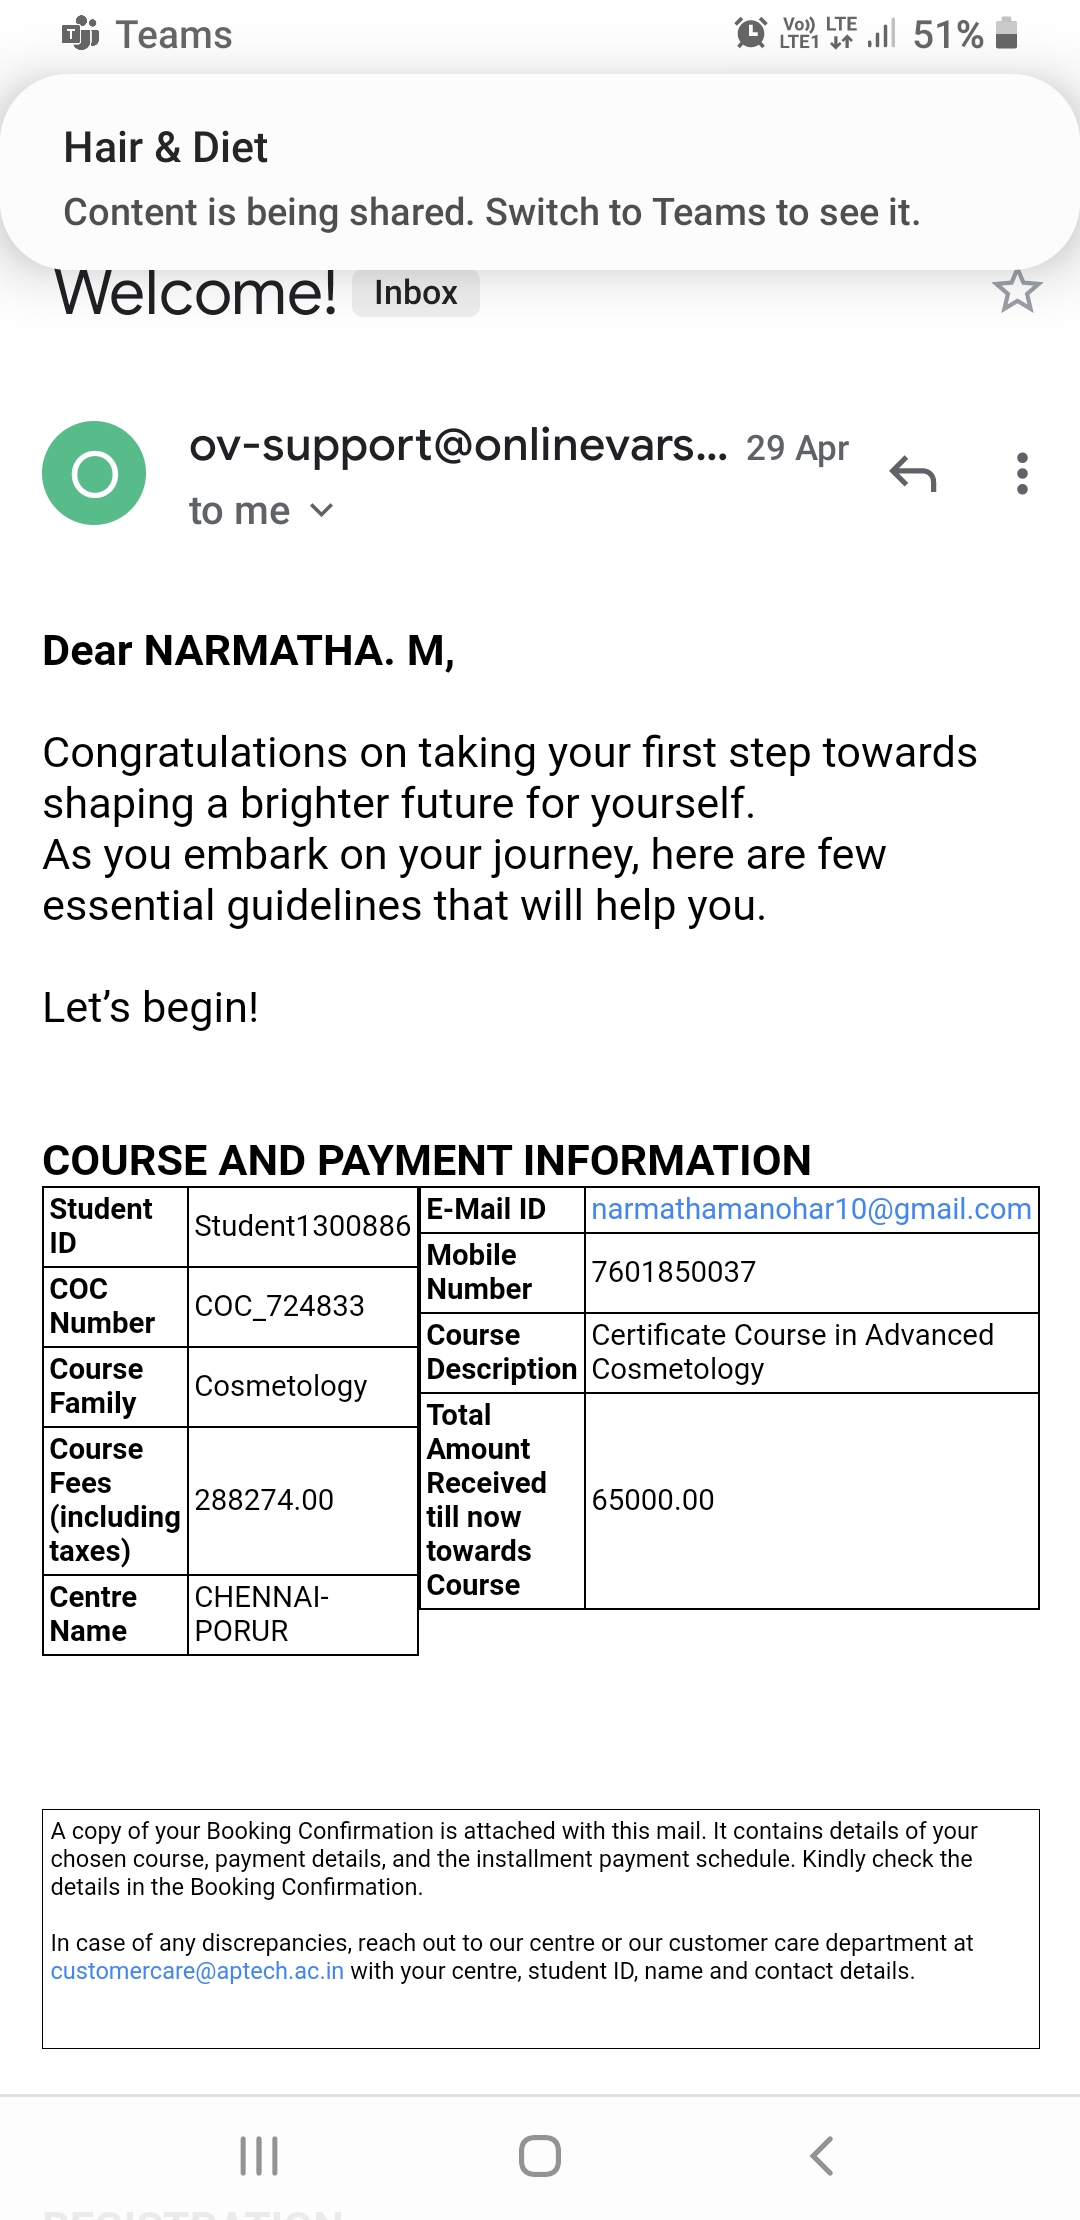 Teams
Vo)) LTE
LTE1
51%
Hair & Diet
Content is being shared. Switch to Teams to see it.
Welcome! Inbox
O
ov-support@onlinevars... 29 Apr
to me
Dear NARMATHA. M,
Congratulations on taking your first step towards
shaping a brighter future for yourself.
As you embark on your journey, here are few
essential guidelines that will help you.
Let’s begin!
COURSE AND PAYMENT INFORMATION
Student
ID
Student1300886
COC
Number
COC_724833
Course
Family
Cosmetology
Course
Fees
(including
taxes)
288274.00
Centre
Name
CHENNAI-
PORUR
E-Mail ID
narmathamanohar10@gmail.com
Mobile
Number
7601850037
Course
Description
Certificate Course in Advanced
Cosmetology
Total
Amount
Received
till now
towards
Course
65000.00
A copy of your Booking Confirmation is attached with this mail. It contains details of your
chosen course, payment details, and the installment payment schedule. Kindly check the
details in the Booking Confirmation.
In case of any discrepancies, reach out to our centre or our customer care department at
customercare@aptech.ac.in with your centre, student ID, name and contact details.
REGISTRATION